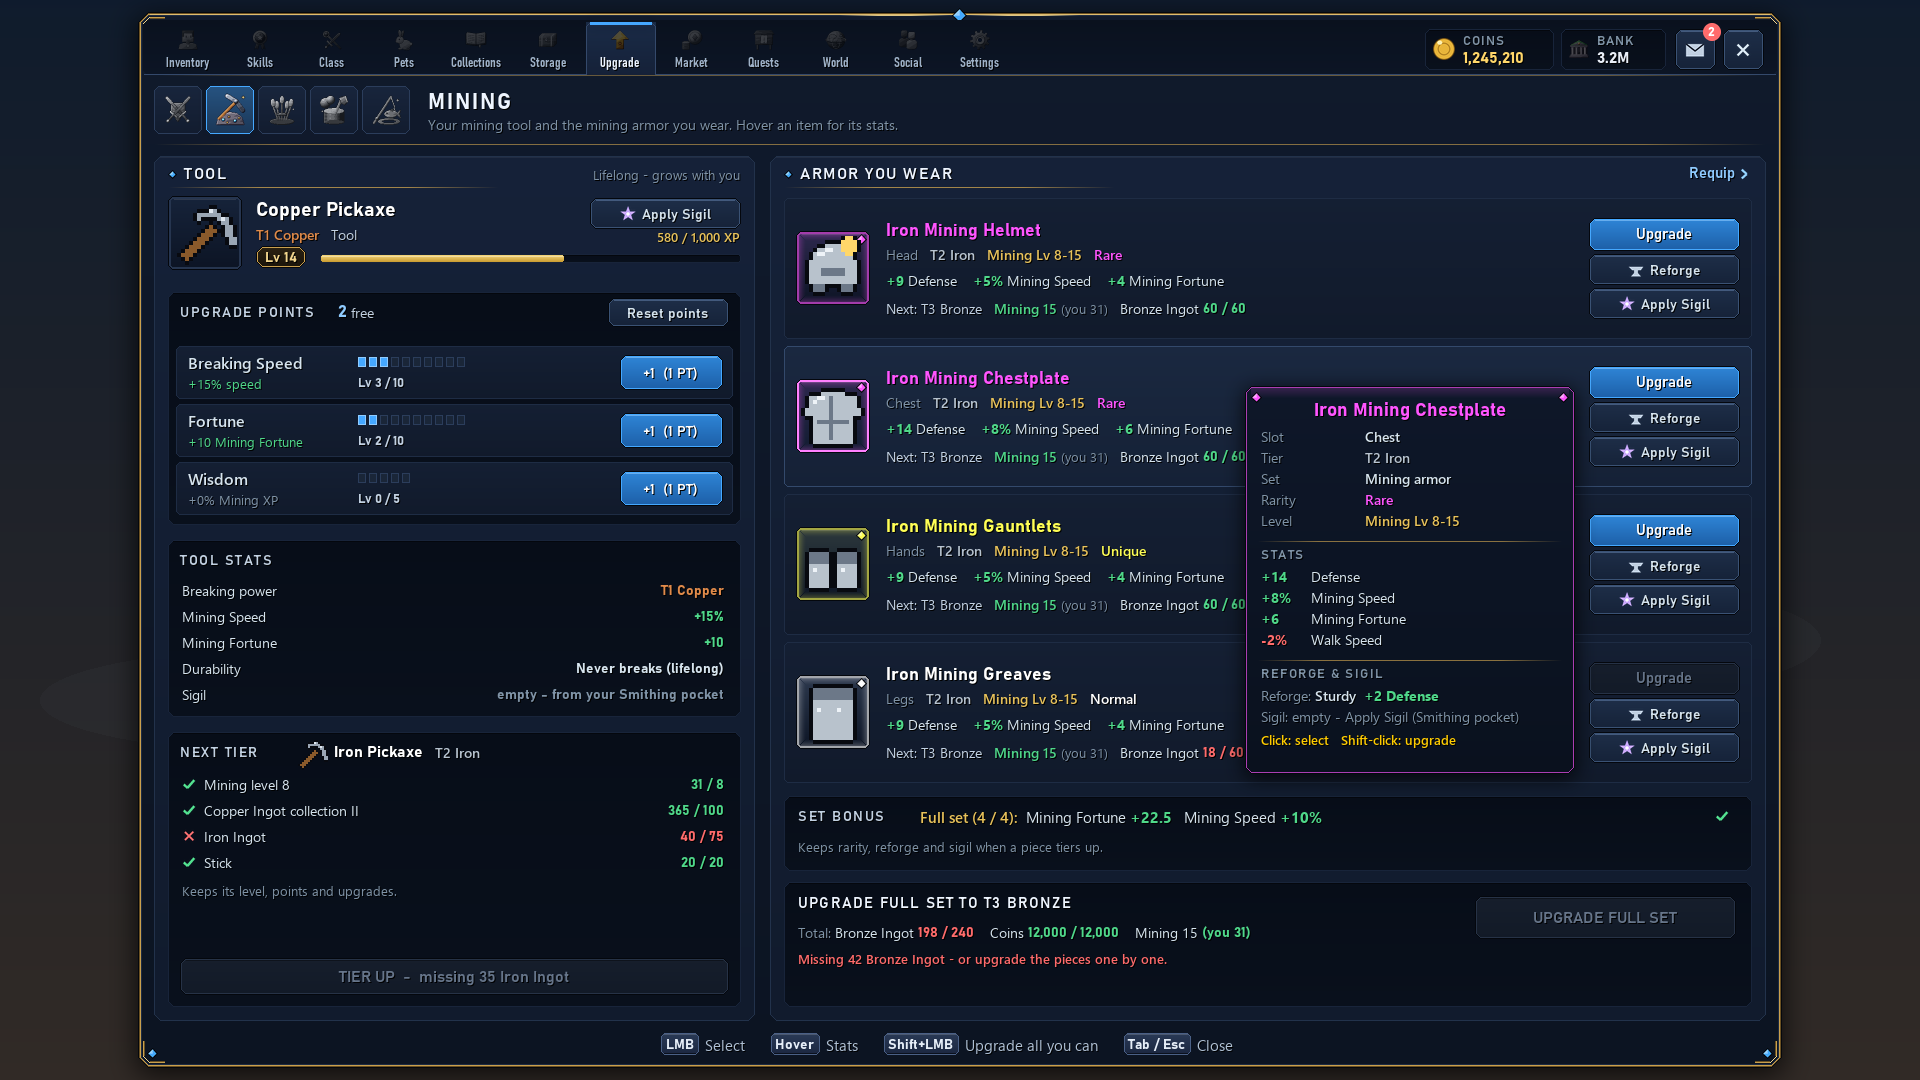 Inventory Skills Class Pets Collections Storage Upgrade Market Quests World Social Settings
COINS 1,245,210
BANK 3.2M
2
MINING
Your mining tool and the mining armor you wear. Hover an item for its stats.
TOOL
Lifelong - grows with you
Copper Pickaxe
Apply Sigil
T1 Copper Tool
580 / 1,000 XP
Lv 14
UPGRADE POINTS 2 free
Reset points
Breaking Speed
+15% speed
Lv 3 / 10
+1 (1 PT)
Fortune
+10 Mining Fortune
Lv 2 / 10
+1 (1 PT)
Wisdom
+0% Mining XP
Lv 0 / 5
+1 (1 PT)
TOOL STATS
Breaking power T1 Copper
Mining Speed +15%
Mining Fortune +10
Durability Never breaks (lifelong)
Sigil empty - from your Smithing pocket
NEXT TIER Iron Pickaxe T2 Iron
Mining level 8 31 / 8
Copper Ingot collection II 365 / 100
Iron Ingot 40 / 75
Stick 20 / 20
Keeps its level, points and upgrades.
TIER UP - missing 35 Iron Ingot
ARMOR YOU WEAR
Requip
Iron Mining Helmet
Head T2 Iron Mining Lv 8-15 Rare
+9 Defense +5% Mining Speed +4 Mining Fortune
Next: T3 Bronze Mining 15 (you 31) Bronze Ingot 60 / 60
Upgrade
Reforge
Apply Sigil
Iron Mining Chestplate
Chest T2 Iron Mining Lv 8-15 Rare
+14 Defense +8% Mining Speed +6 Mining Fortune
Next: T3 Bronze Mining 15 (you 31) Bronze Ingot 60 / 60
Upgrade
Reforge
Apply Sigil
Iron Mining Gauntlets
Hands T2 Iron Mining Lv 8-15 Unique
+9 Defense +5% Mining Speed +4 Mining Fortune
Next: T3 Bronze Mining 15 (you 31) Bronze Ingot 60 / 60
Upgrade
Reforge
Apply Sigil
Iron Mining Greaves
Legs T2 Iron Mining Lv 8-15 Normal
+9 Defense +5% Mining Speed +4 Mining Fortune
Next: T3 Bronze Mining 15 (you 31) Bronze Ingot 18 / 60
Upgrade
Reforge
Apply Sigil
Iron Mining Chestplate
Slot Chest
Tier T2 Iron
Set Mining armor
Rarity Rare
Level Mining Lv 8-15
STATS
+14 Defense
+8% Mining Speed
+6 Mining Fortune
-2% Walk Speed
REFORGE & SIGIL
Reforge: Sturdy +2 Defense
Sigil: empty - Apply Sigil (Smithing pocket)
Click: select Shift-click: upgrade
SET BONUS Full set (4 / 4): Mining Fortune +22.5 Mining Speed +10%
Keeps rarity, reforge and sigil when a piece tiers up.
UPGRADE FULL SET TO T3 BRONZE
Total: Bronze Ingot 198 / 240 Coins 12,000 / 12,000 Mining 15 (you 31)
Missing 42 Bronze Ingot - or upgrade the pieces one by one.
UPGRADE FULL SET
LMB Select Hover Stats Shift+LMB Upgrade all you can Tab / Esc Close